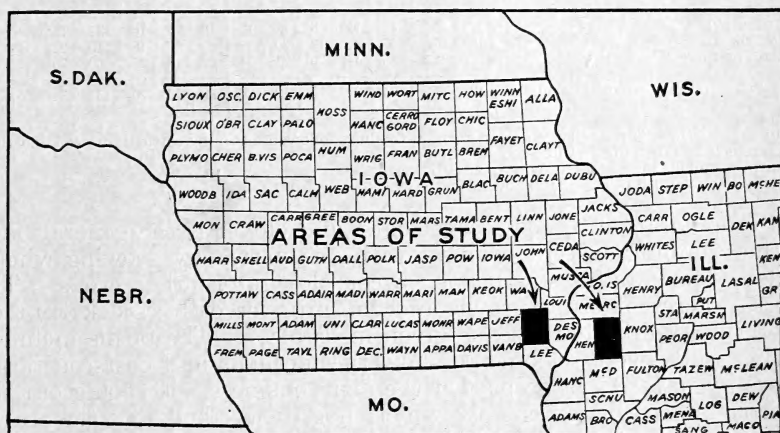 MINN.
S.DAK.
WIS.
LYON OSC. DICK EMM KOSS WIND WORT MITC HOW WINN ESHI ALLA
SIOUX O'BR CLAY PALO HANC CERRO GORD FLOY CHIC FAYET CLAYT
PLYMO CHER B.VIS POCA HUM WRIG FRAN BUTL BREM
IOWA
WOODB IDA SAC CALM WEB HAMI HARD GRUN BLAC BUCH DELA DUBU
JODA STEP WIN BO McHE
MON CRAW CARR GREE BOON STOR MARS TAMA BENT LINN JONE JACKS
CARR OGLE DEK KAN
CLINTON
AREAS OF STUDY
CEDA SCOTT WHITES LEE KEN
HARR SHELL AUD GUTH DALL POLK JASP POW IOWA JOHN
ILL.
MUSCA R.O.IS HENRY BUREAU LASAL GR
NEBR.
POTTAW CASS ADAIR MADI WARR MARI MAH KEOK WA LOUI MERC
PUT
STA MARSH LIVING
MILLS MONT ADAM UNI CLAR LUCAS MOHR WAPE JEFF DES MO HEN KNOX PEOR WOOD
FREM PAGE TAYL RING DEC. WAYN APPA DAVIS VANB LEE
HANC McD FULTON TAZEW McLEAN
MO.
SCHU MASON LOG DEW
ADAMS BRO CASS MENA MACO PIA
SANG